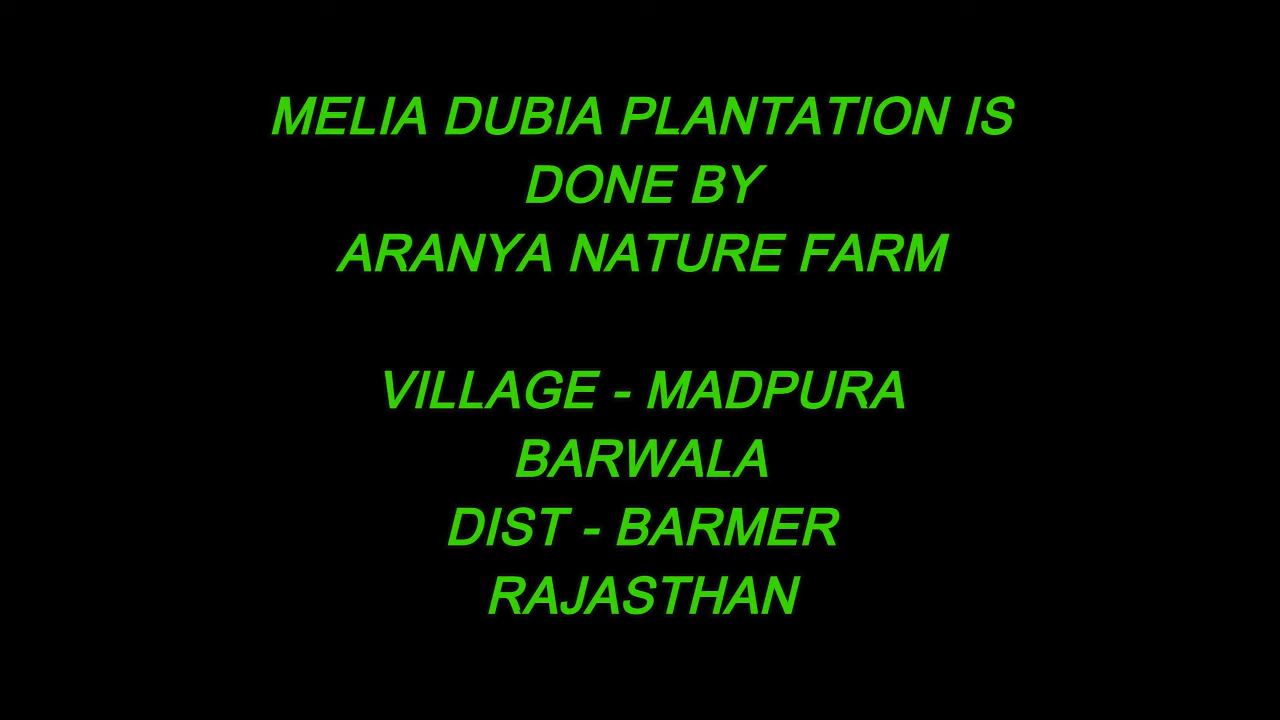 MELIA DUBIA PLANTATION IS
DONE BY
ARANYA NATURE FARM
VILLAGE - MADPURA
BARWALA
DIST - BARMER
RAJASTHAN